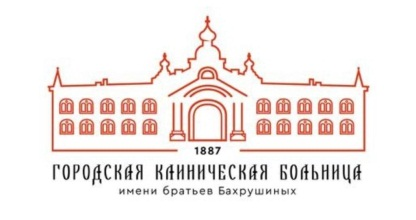 1887
ГОРОДСКАЯ КЛИНИЧЕСКАЯ БОЛЬНИЦА
имени братьев Бахрушиных